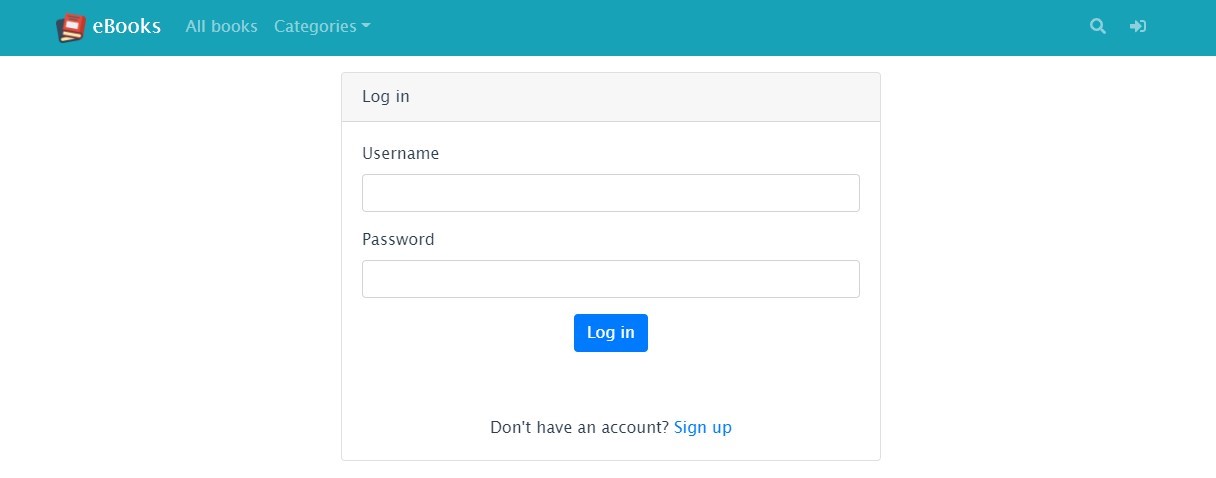 eBooks All books Categories
Log in
Username
Password
Log in
Don't have an account? Sign up